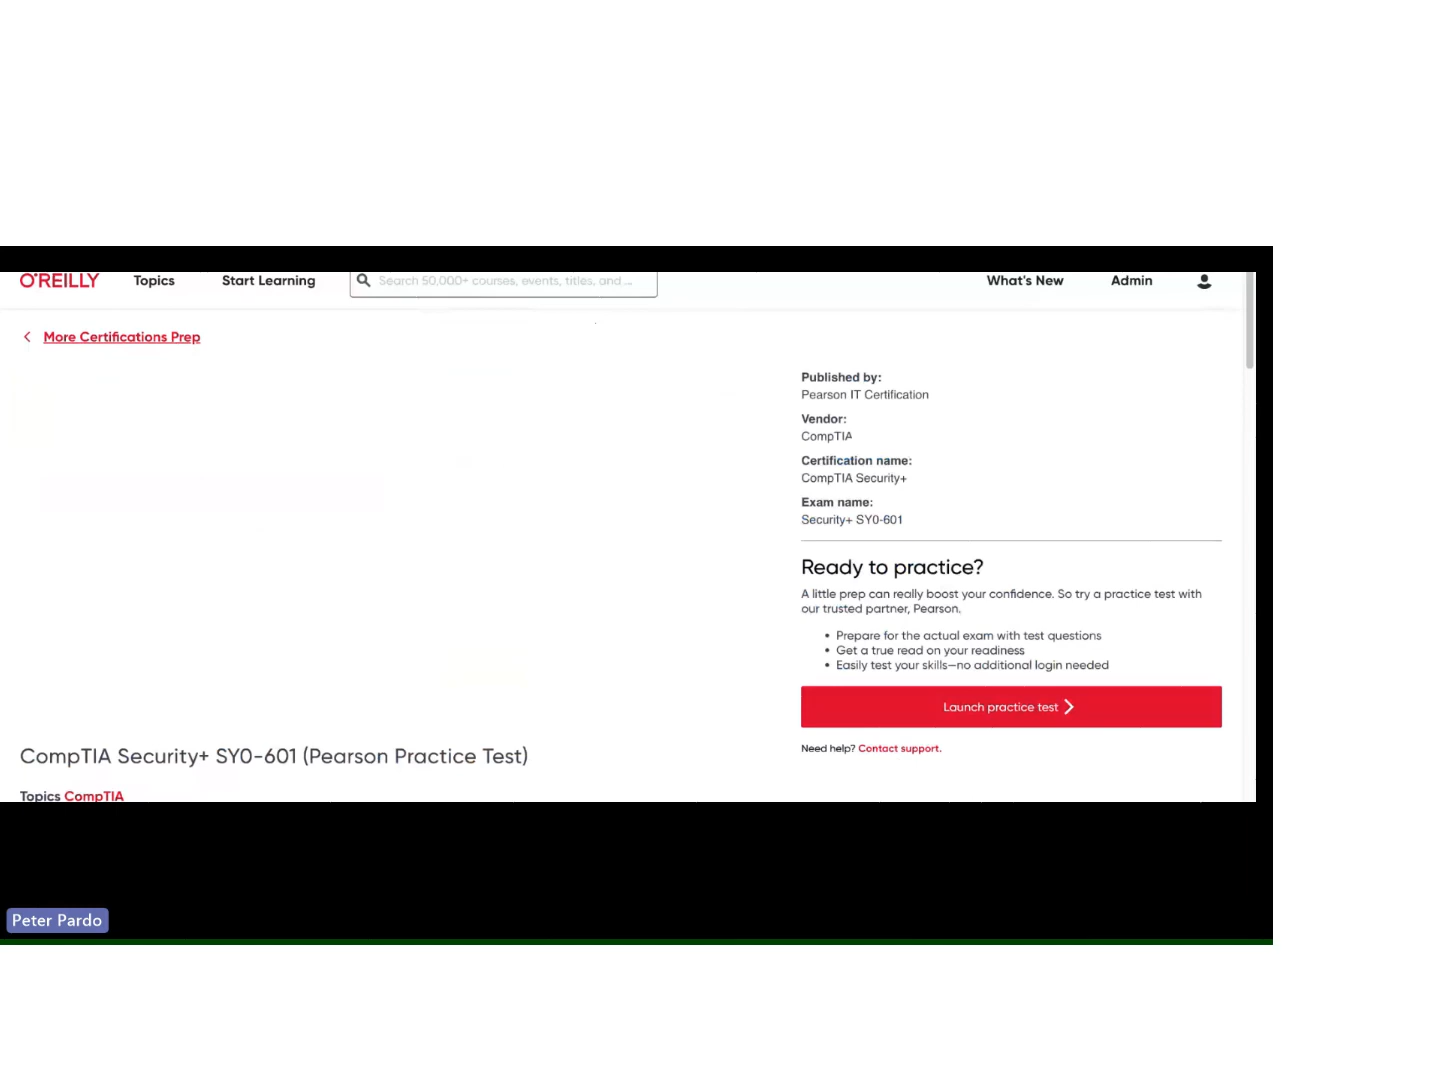 O'REILLY Topics Start Learning Search 50,000+ courses, events, titles, and ... What's New Admin
More Certifications Prep
Published by:
Pearson IT Certification
Vendor:
CompTIA
Certification name:
CompTIA Security+
Exam name:
Security+ SY0-601
Ready to practice?
A little prep can really boost your confidence. So try a practice test with
our trusted partner, Pearson.
• Prepare for the actual exam with test questions
• Get a true read on your readiness
• Easily test your skills—no additional login needed
Launch practice test
Need help? Contact support.
CompTIA Security+ SY0-601 (Pearson Practice Test)
Topics CompTIA
Peter Pardo